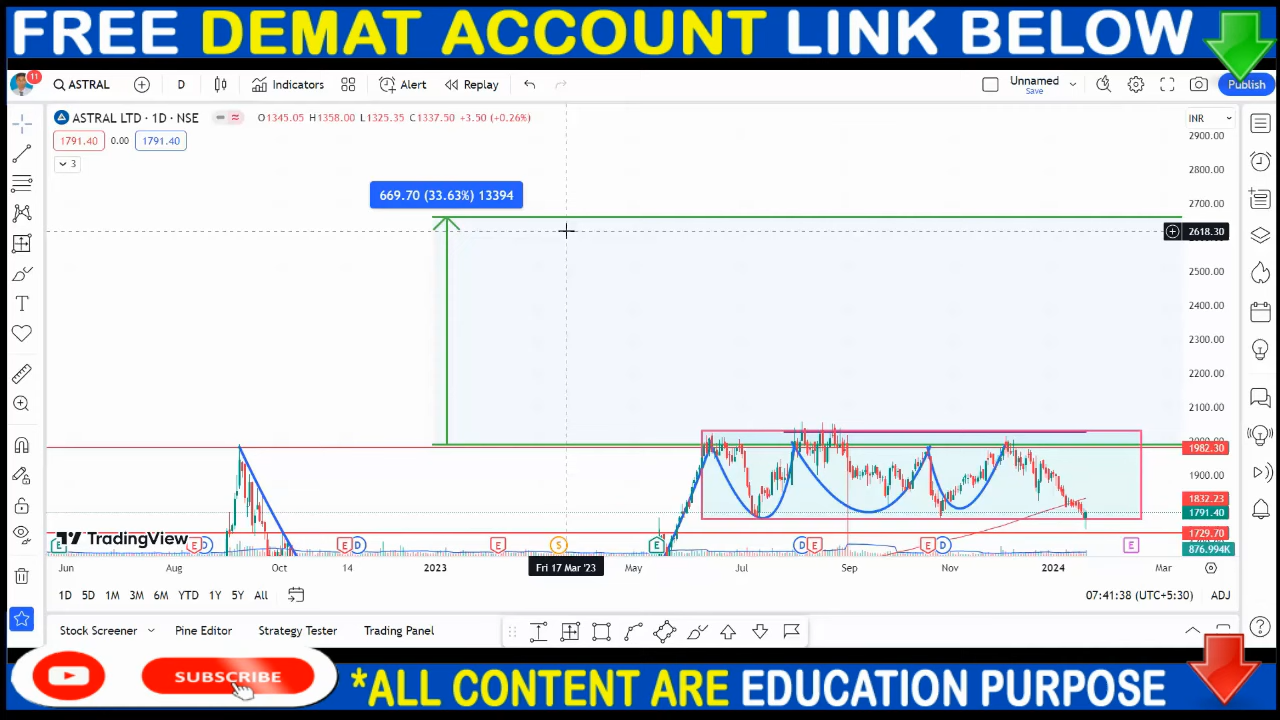 FREE DEMAT ACCOUNT LINK BELOW
11
ASTRAL
D
Indicators
Alert
Replay
Unnamed
Save
Publish
ASTRAL LTD · 1D · NSE
O1345.05 H1358.00 L1325.35 C1337.50 +3.50 (+0.26%)
INR
1791.40
0.00
1791.40
3
2900.00
2800.00
2700.00
2618.30
2500.00
2400.00
2300.00
2200.00
2100.00
1982.30
1900.00
1832.23
1791.40
1729.70
876.994K
669.70 (33.63%) 13394
TradingView
E
D
E
D
E
D
E
S
E
D
E
E
D
E
Jun
Aug
Oct
14
2023
Fri 17 Mar '23
May
Jul
Sep
Nov
2024
Mar
1D
5D
1M
3M
6M
YTD
1Y
5Y
All
07:41:38 (UTC+5:30)
ADJ
Stock Screener
Pine Editor
Strategy Tester
Trading Panel
SUBSCRIBE
*ALL CONTENT ARE EDUCATION PURPOSE